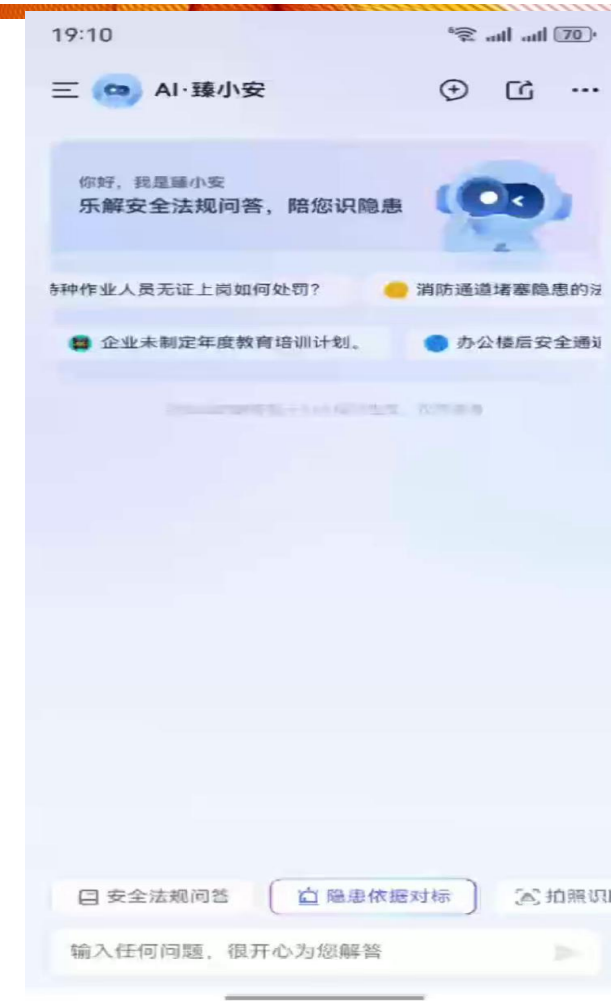 19:10
70
AI·臻小安
你好，我是臻小安
乐解安全法规问答，陪您识隐患
特种作业人员无证上岗如何处罚？
消防通道堵塞隐患的法
企业未制定年度教育培训计划。
办公楼后安全通道
安全法规问答
隐患依据对标
拍照识
输入任何问题，很开心为您解答